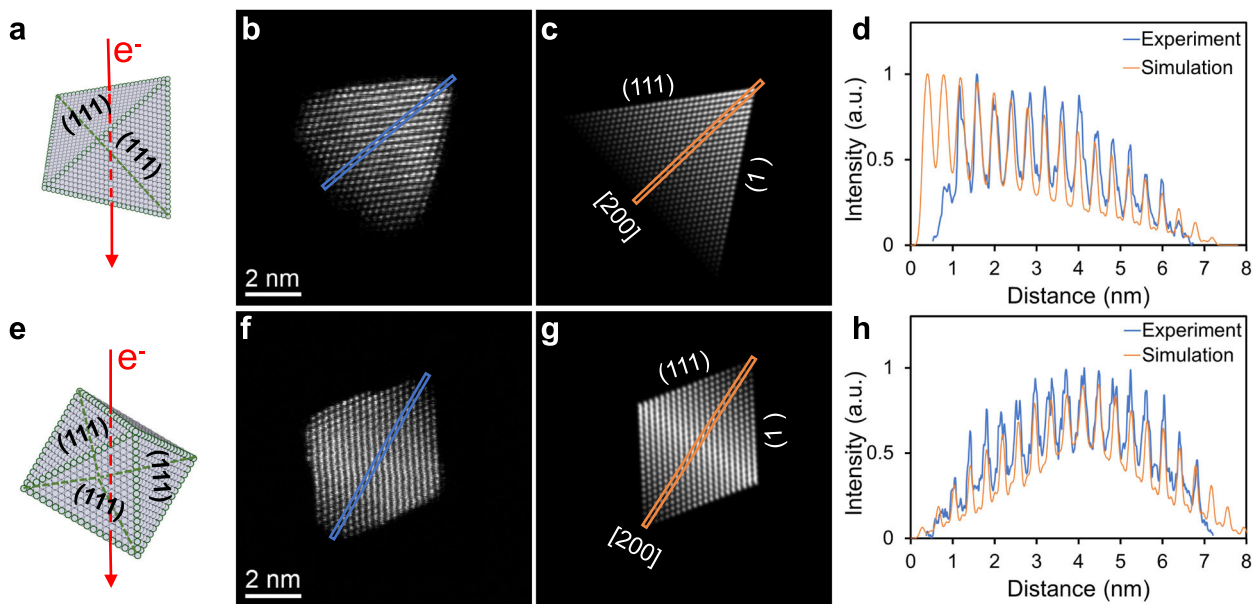 a
e-
(111)
(111)
b
2 nm
c
(111)
(1 )
[200]
d
Experiment
Simulation
Intensity (a.u.)
1
0.5
0
0 1 2 3 4 5 6 7 8
Distance (nm)
e
e-
(111)
(111)
(111)
f
2 nm
g
(111)
(1 )
[200]
h
Experiment
Simulation
Intensity (a.u.)
1
0.5
0
0 1 2 3 4 5 6 7 8
Distance (nm)